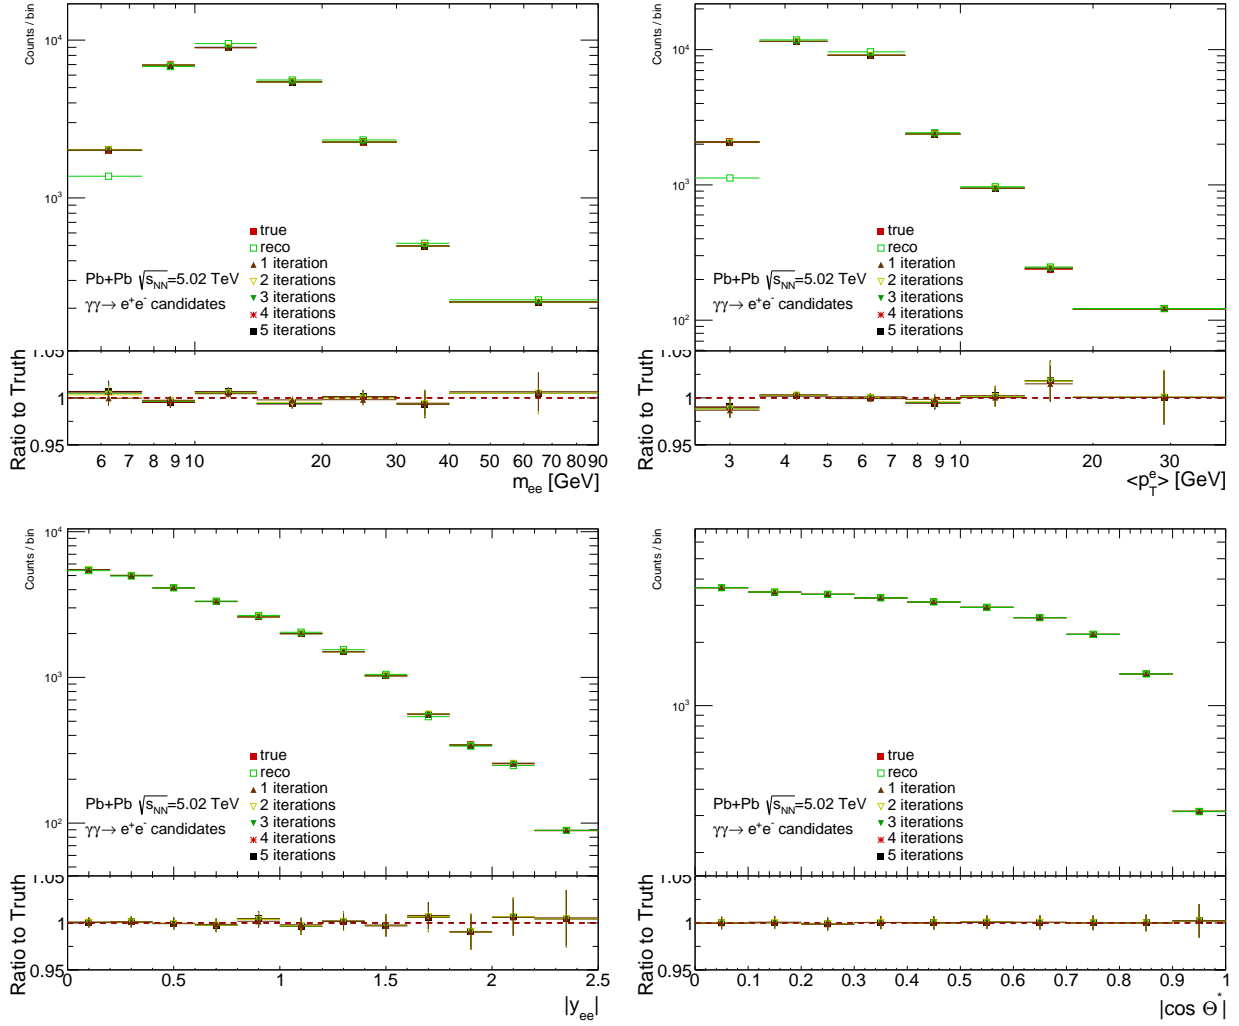 Counts / bin
10⁴
10³
true
reco
1 iteration
2 iterations
3 iterations
4 iterations
5 iterations
Pb+Pb √s_NN=5.02 TeV
γγ→ e⁺e⁻ candidates
Ratio to Truth
1.05
1
0.95
6 7 8 9 10 20 30 40 50 60 70 80 90
m_ee [GeV]
Counts / bin
10⁴
10³
10²
true
reco
1 iteration
2 iterations
3 iterations
4 iterations
5 iterations
Pb+Pb √s_NN=5.02 TeV
γγ→ e⁺e⁻ candidates
Ratio to Truth
1.05
1
0.95
3 4 5 6 7 8 9 10 20 30
<p_T^e> [GeV]
Counts / bin
10⁴
10³
10²
true
reco
1 iteration
2 iterations
3 iterations
4 iterations
5 iterations
Pb+Pb √s_NN=5.02 TeV
γγ→ e⁺e⁻ candidates
Ratio to Truth
1.05
1
0.95
0 0.5 1 1.5 2 2.5
|y_ee|
Counts / bin
10³
true
reco
1 iteration
2 iterations
3 iterations
4 iterations
5 iterations
Pb+Pb √s_NN=5.02 TeV
γγ→ e⁺e⁻ candidates
Ratio to Truth
1.05
1
0.95
0 0.1 0.2 0.3 0.4 0.5 0.6 0.7 0.8 0.9 1
|cos Θ*|